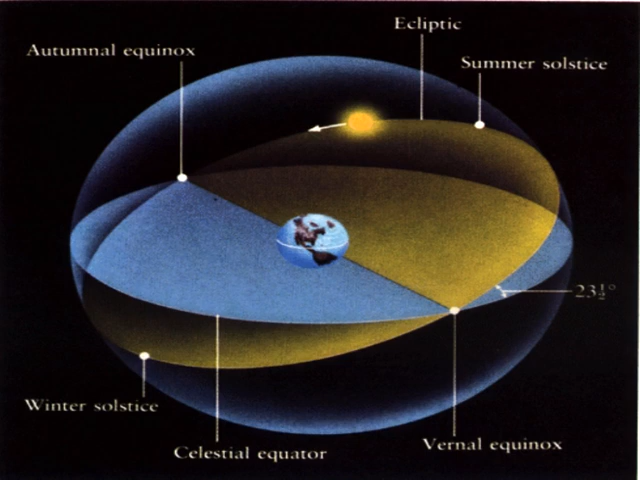 Ecliptic
Autumnal equinox
Summer solstice
23½°
Winter solstice
Celestial equator
Vernal equinox